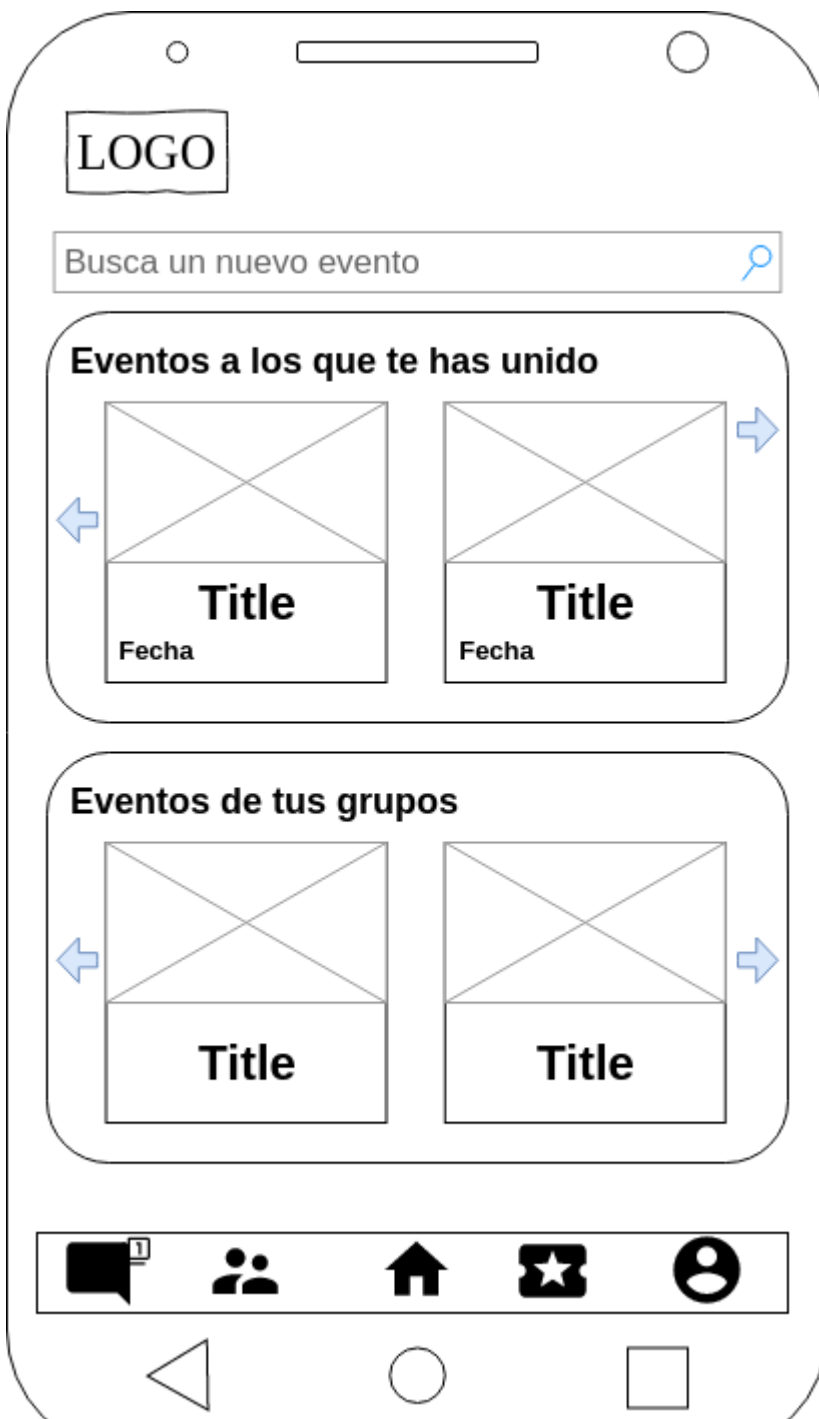 LOGO
Busca un nuevo evento
Eventos a los que te has unido
Title Title
Fecha Fecha
Eventos de tus grupos
Title Title
1